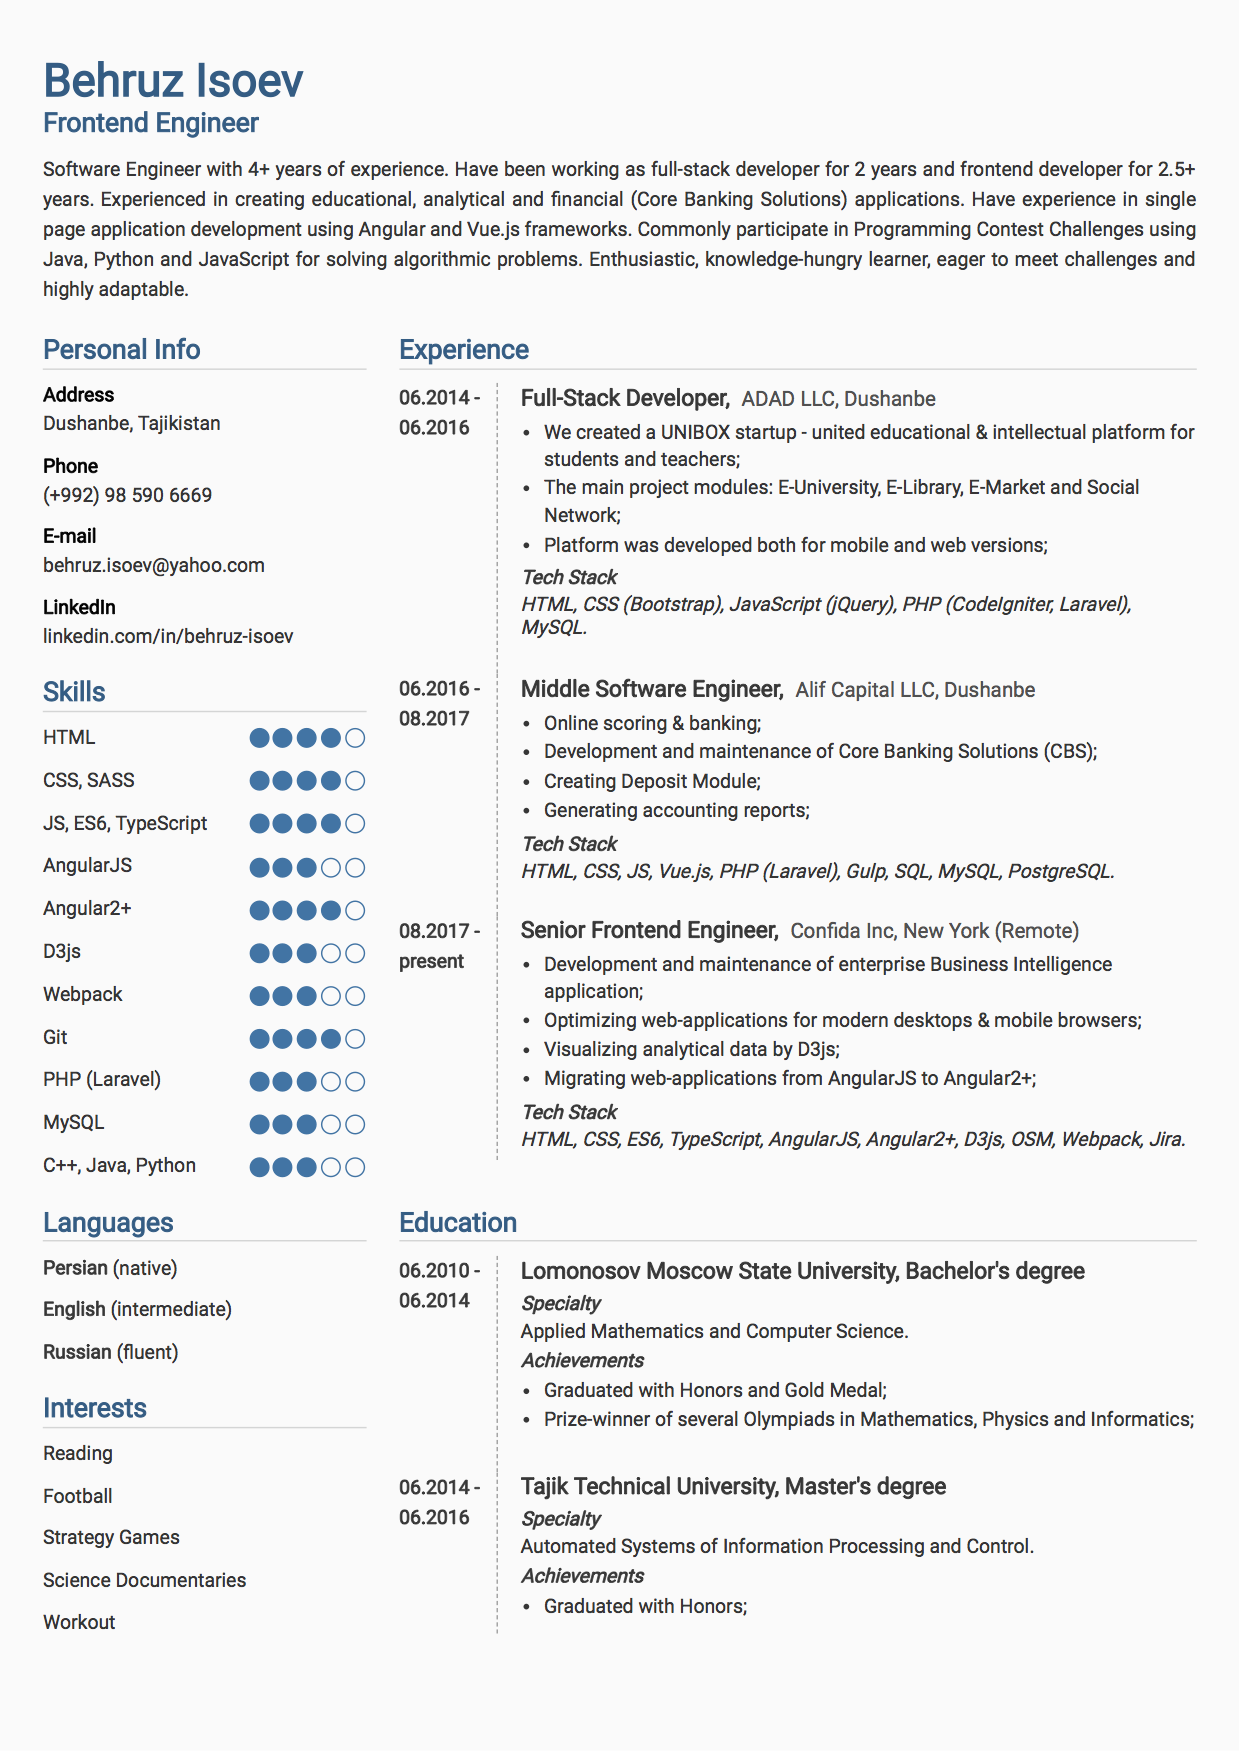 Behruz Isoev
Frontend Engineer
Software Engineer with 4+ years of experience. Have been working as full-stack developer for 2 years and frontend developer for 2.5+
years. Experienced in creating educational, analytical and financial (Core Banking Solutions) applications. Have experience in single
page application development using Angular and Vue.js frameworks. Commonly participate in Programming Contest Challenges using
Java, Python and JavaScript for solving algorithmic problems. Enthusiastic, knowledge-hungry learner, eager to meet challenges and
highly adaptable.
Personal Info
Address
Dushanbe, Tajikistan
Phone
(+992) 98 590 6669
E-mail
behruz.isoev@yahoo.com
LinkedIn
linkedin.com/in/behruz-isoev
Skills
HTML
CSS, SASS
JS, ES6, TypeScript
AngularJS
Angular2+
D3js
Webpack
Git
PHP (Laravel)
MySQL
C++, Java, Python
Languages
Persian (native)
English (intermediate)
Russian (fluent)
Interests
Reading
Football
Strategy Games
Science Documentaries
Workout
Experience
06.2014 -
06.2016
Full-Stack Developer, ADAD LLC, Dushanbe
• We created a UNIBOX startup - united educational & intellectual platform for
students and teachers;
• The main project modules: E-University, E-Library, E-Market and Social
Network;
• Platform was developed both for mobile and web versions;
Tech Stack
HTML, CSS (Bootstrap), JavaScript (jQuery), PHP (CodeIgniter, Laravel),
MySQL.
06.2016 -
08.2017
Middle Software Engineer, Alif Capital LLC, Dushanbe
• Online scoring & banking;
• Development and maintenance of Core Banking Solutions (CBS);
• Creating Deposit Module;
• Generating accounting reports;
Tech Stack
HTML, CSS, JS, Vue.js, PHP (Laravel), Gulp, SQL, MySQL, PostgreSQL.
08.2017 -
present
Senior Frontend Engineer, Confida Inc, New York (Remote)
• Development and maintenance of enterprise Business Intelligence
application;
• Optimizing web-applications for modern desktops & mobile browsers;
• Visualizing analytical data by D3js;
• Migrating web-applications from AngularJS to Angular2+;
Tech Stack
HTML, CSS, ES6, TypeScript, AngularJS, Angular2+, D3js, OSM, Webpack, Jira.
Education
06.2010 -
06.2014
Lomonosov Moscow State University, Bachelor's degree
Specialty
Applied Mathematics and Computer Science.
Achievements
• Graduated with Honors and Gold Medal;
• Prize-winner of several Olympiads in Mathematics, Physics and Informatics;
06.2014 -
06.2016
Tajik Technical University, Master's degree
Specialty
Automated Systems of Information Processing and Control.
Achievements
• Graduated with Honors;